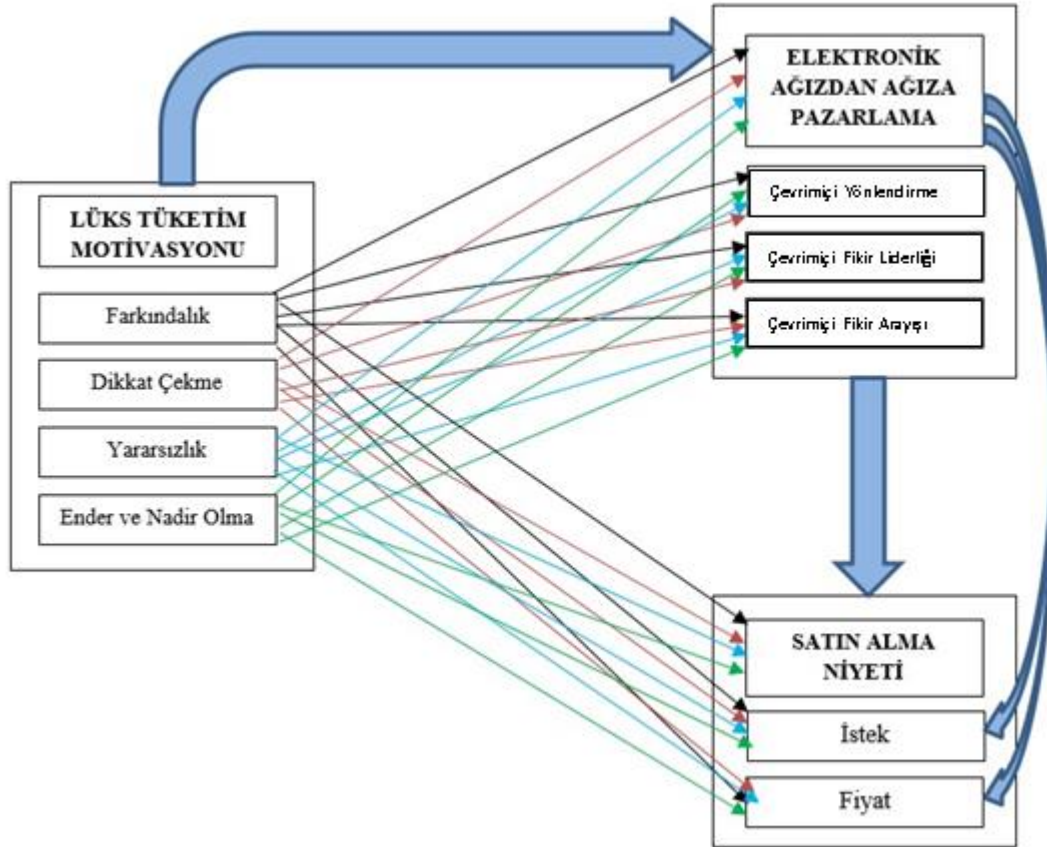 ELEKTRONİK
AĞIZDAN AĞIZA
PAZARLAMA
Çevrimiçi Yönlendirme
Çevrimiçi Fikir Liderliği
Çevrimiçi Fikir Arayışı
LÜKS TÜKETİM
MOTİVASYONU
Farkındalık
Dikkat Çekme
Yararsızlık
Ender ve Nadir Olma
SATIN ALMA
NİYETİ
İstek
Fiyat